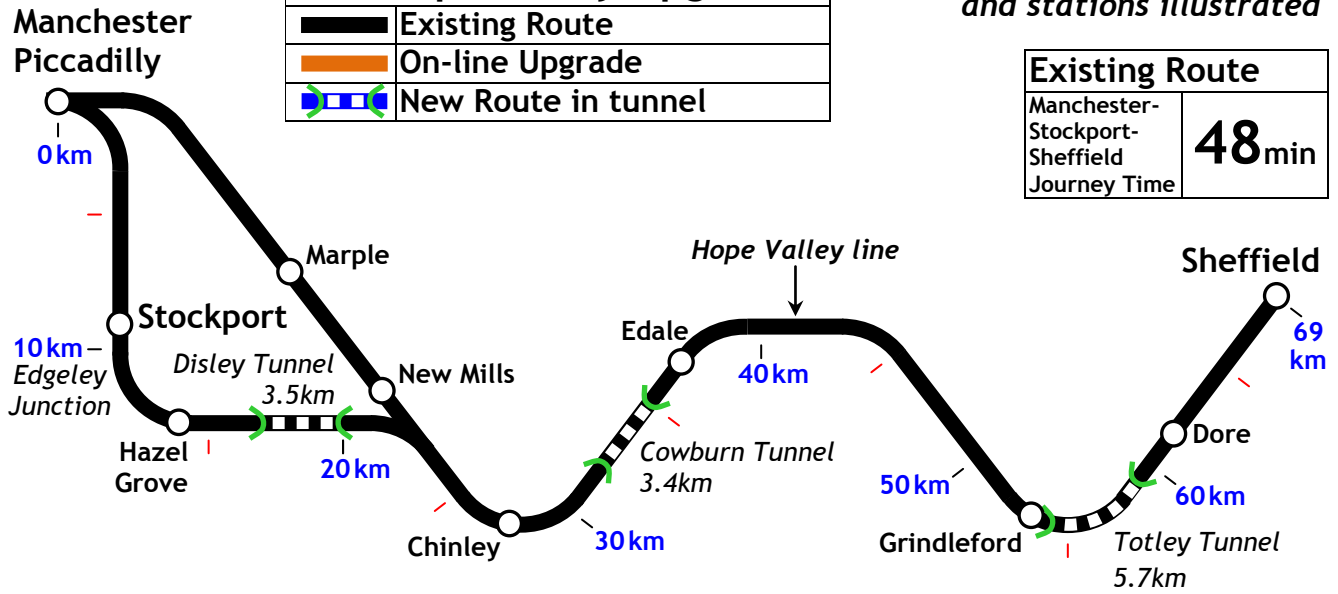 Manchester
Piccadilly
Existing Route
On-line Upgrade
New Route in tunnel
and stations illustrated
Existing Route
Manchester-
Stockport-
Sheffield
Journey Time
48min
0km
Marple
Hope Valley line
Sheffield
Stockport
Edale
69
km
10km
Edgeley
Junction
Disley Tunnel
3.5km
New Mills
40km
Hazel
Grove
20km
Cowburn Tunnel
3.4km
Dore
50km
60km
Chinley
30km
Grindleford
Totley Tunnel
5.7km